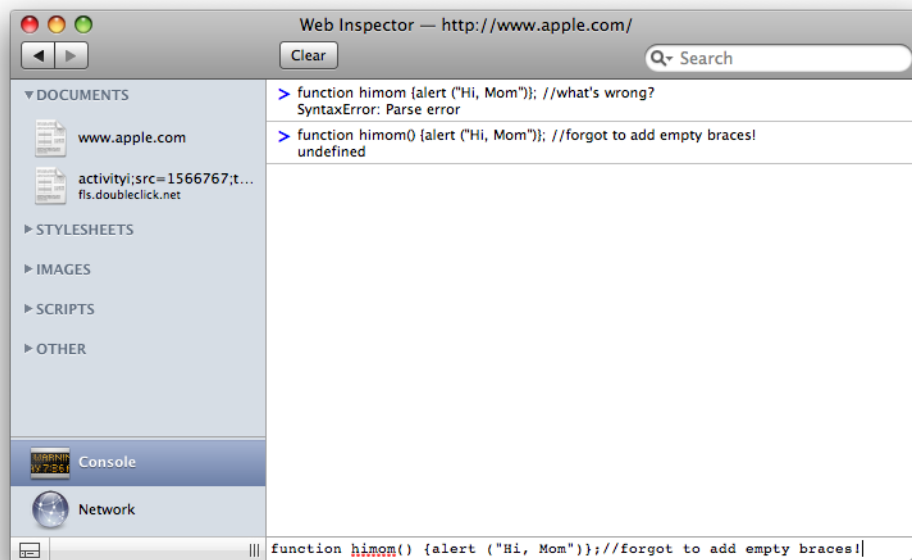 Web Inspector — http://www.apple.com/
Clear
Search
DOCUMENTS
www.apple.com
activityi;src=1566767;t...
fls.doubleclick.net
STYLESHEETS
IMAGES
SCRIPTS
OTHER
Console
Network
> function himom {alert ("Hi, Mom")}; //what's wrong?
SyntaxError: Parse error
> function himom() {alert ("Hi, Mom")}; //forgot to add empty braces!
undefined
function himom() {alert ("Hi, Mom")};//forgot to add empty braces!